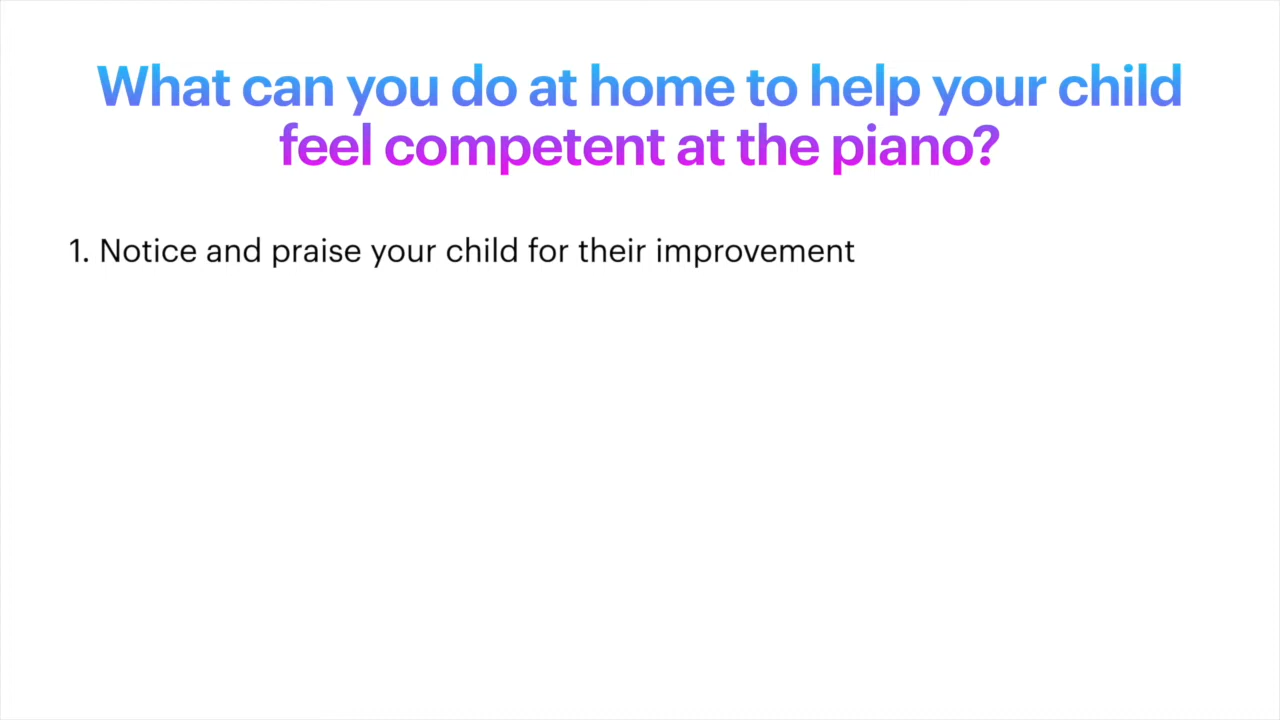 What can you do at home to help your child
feel competent at the piano?
1. Notice and praise your child for their improvement